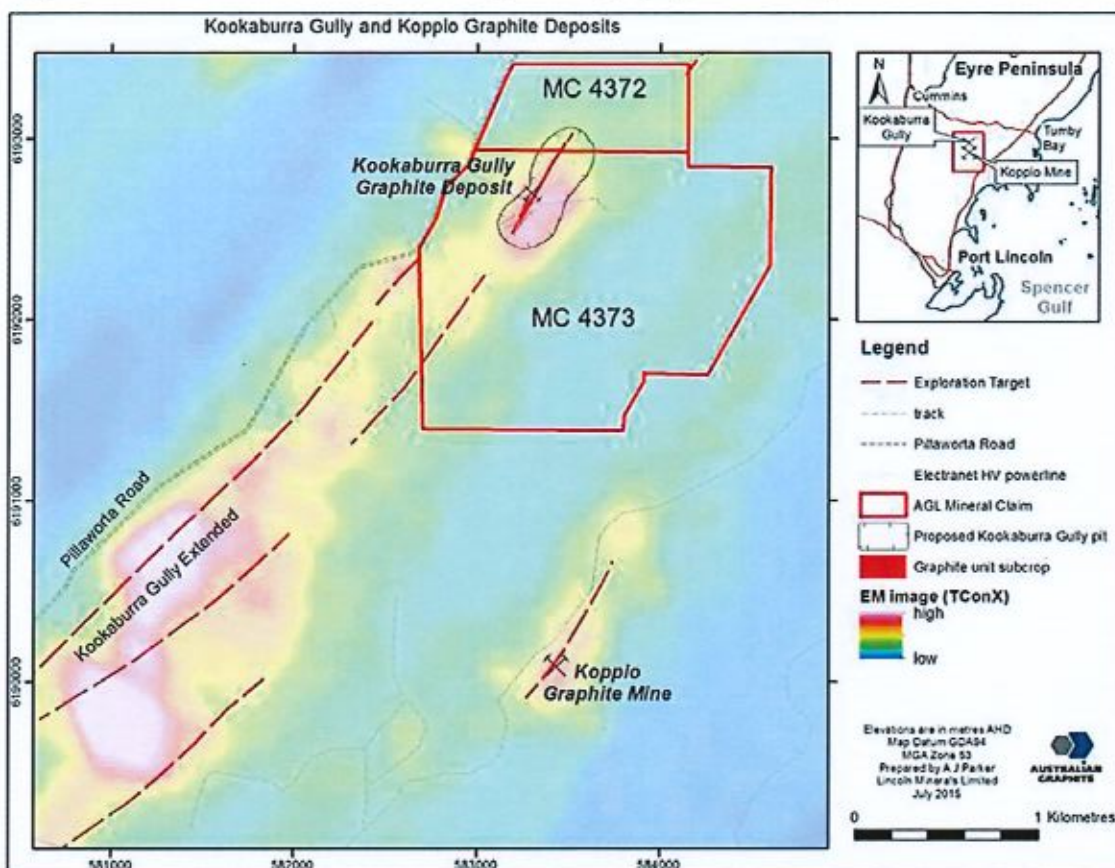 Kookaburra Gully and Koppio Graphite Deposits
MC 4372
Kookaburra Gully
Graphite Deposit
MC 4373
Pillaworta Road
Kookaburra Gully Extended
Koppio
Graphite Mine
6193000
6192000
6191000
6190000
581000
582000
583000
584000
N
Eyre Peninsula
Cummins
Kookaburra
Gully
Tumby
Bay
Koppio Mine
Port Lincoln
Spencer
Gulf
Legend
Exploration Target
track
Pillaworta Road
Electranet HV powerline
AGL Mineral Claim
Proposed Kookaburra Gully pit
Graphite unit subcrop
EM image (TConX)
high
low
Elevations are in metres AHD
Map Datum GDA94
MGA Zone 53
Prepared by A J Parker
Lincoln Minerals Limited
July 2015
AUSTRALIAN
GRAPHITE
0 1 Kilometres